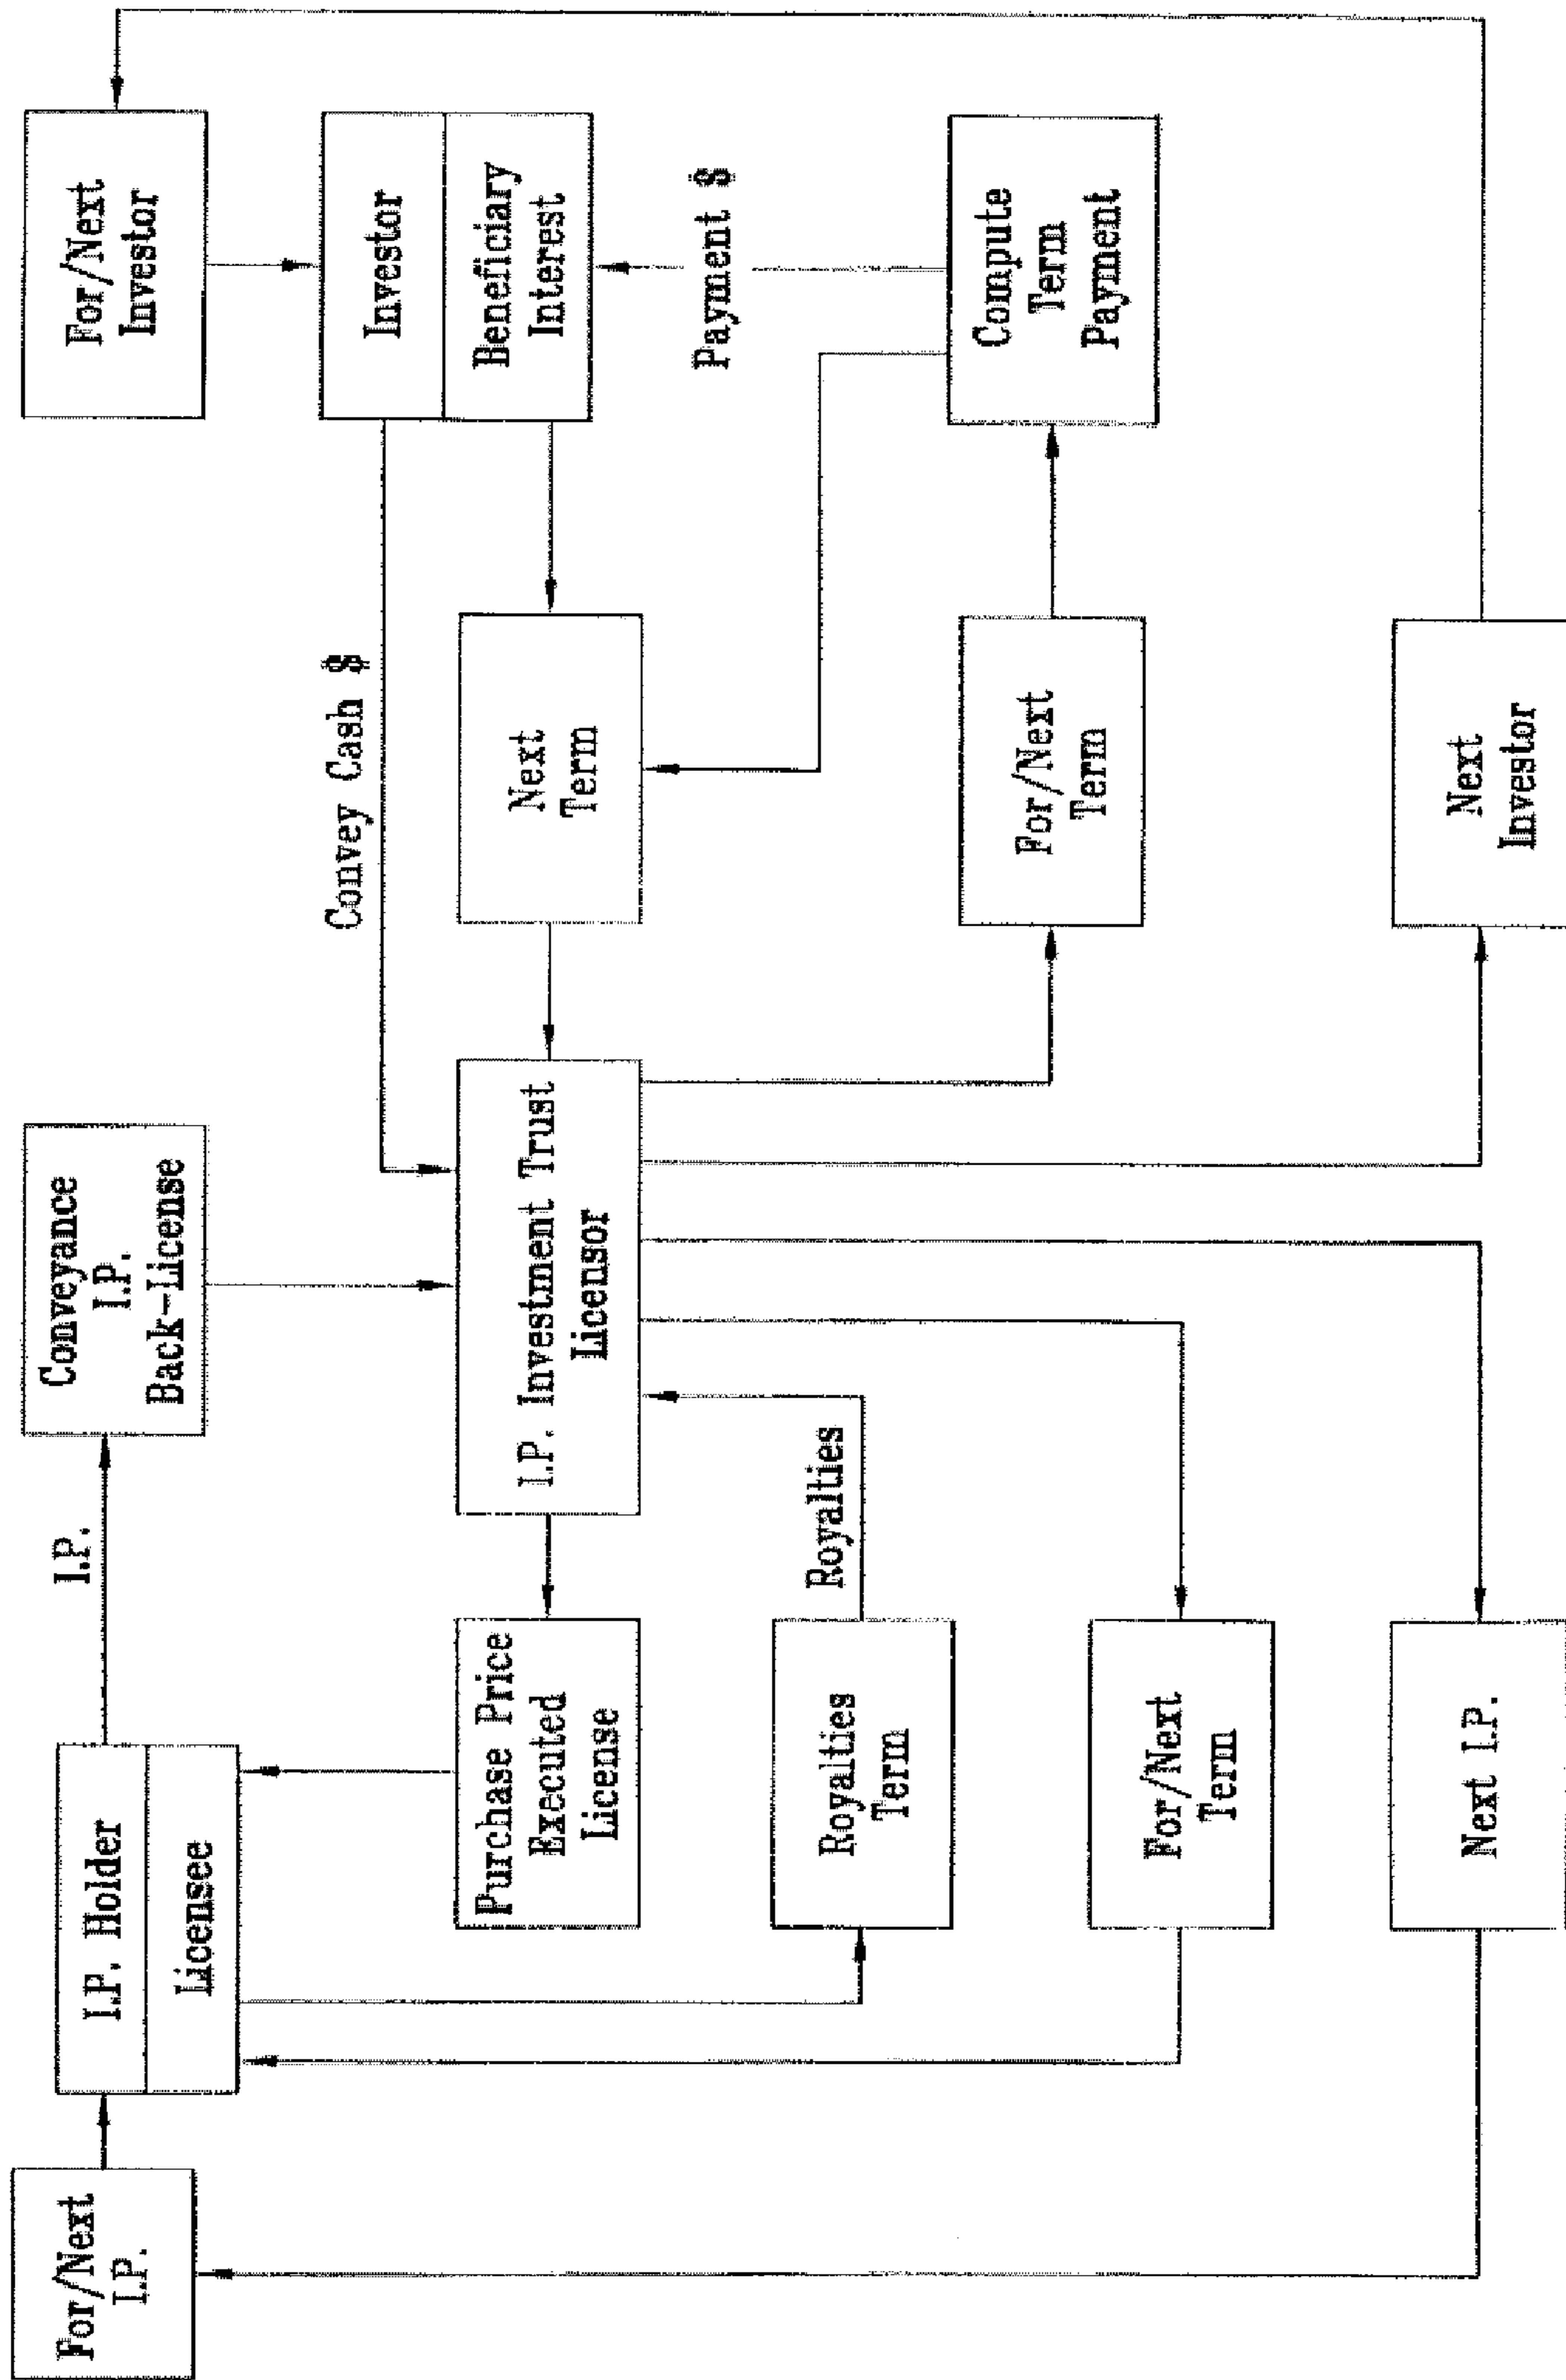 For/Next
I.P.
I.P. Holder
Licensee
I.P.
Conveyance
I.P.
Back-License
For/Next
Investor
Investor
Beneficiary
Interest
Convey Cash $
Purchase Price
Executed
License
I.P. Investment Trust
Licensor
Next
Term
Payment $
Royalties
Term
Royalties
For/Next
Term
Compute
Term
Payment
For/Next
Term
Next I.P.
Next
Investor